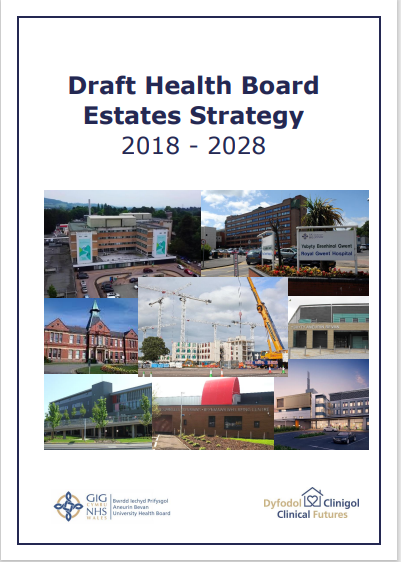 Draft Health Board
Estates Strategy
2018 - 2028
Ysbyty Brenhinol Gwent
Royal Gwent Hospital
GIG
CYMRU
NHS
WALES
Bwrdd Iechyd Prifysgol
Aneurin Bevan
University Health Board
Dyfodol Clinigol
Clinical Futures